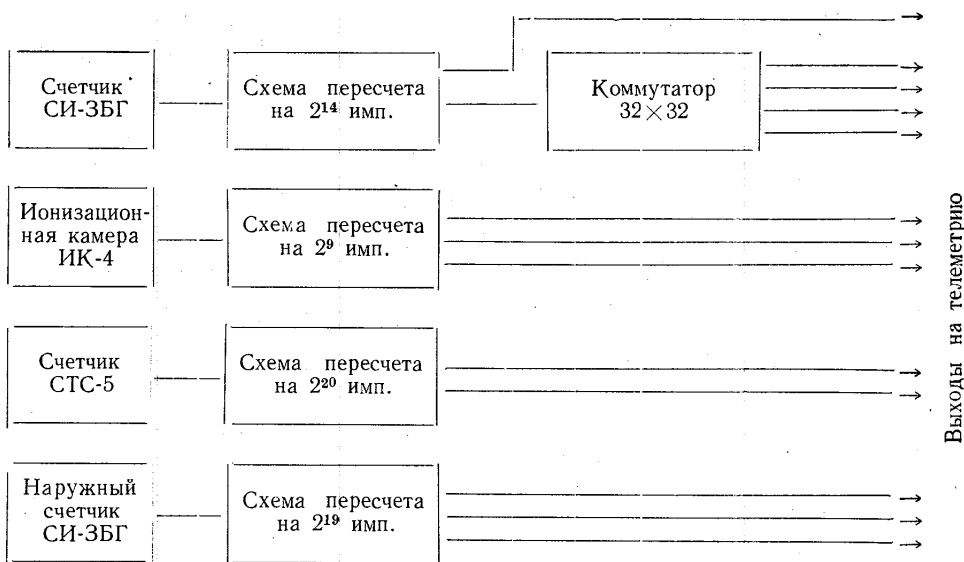 Счетчик
СИ-3БГ
Схема пересчета
на 2¹⁴ имп.
Коммутатор
32×32
Ионизацион-
ная камера
ИК-4
Схема пересчета
на 2⁹ имп.
Счетчик
СТС-5
Схема пересчета
на 2²⁰ имп.
Наружный
счетчик
СИ-3БГ
Схема пересчета
на 2¹⁹ имп.
Выходы на телеметрию